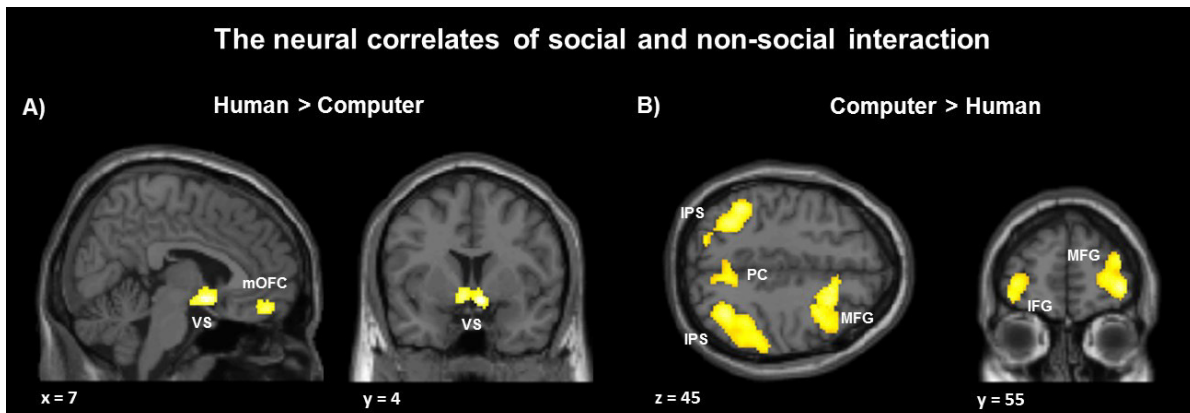 The neural correlates of social and non-social interaction
A) Human > Computer
B) Computer > Human
mOFC
VS
VS
IPS
PC
IPS
MFG
MFG
IFG
x = 7
y = 4
z = 45
y = 55